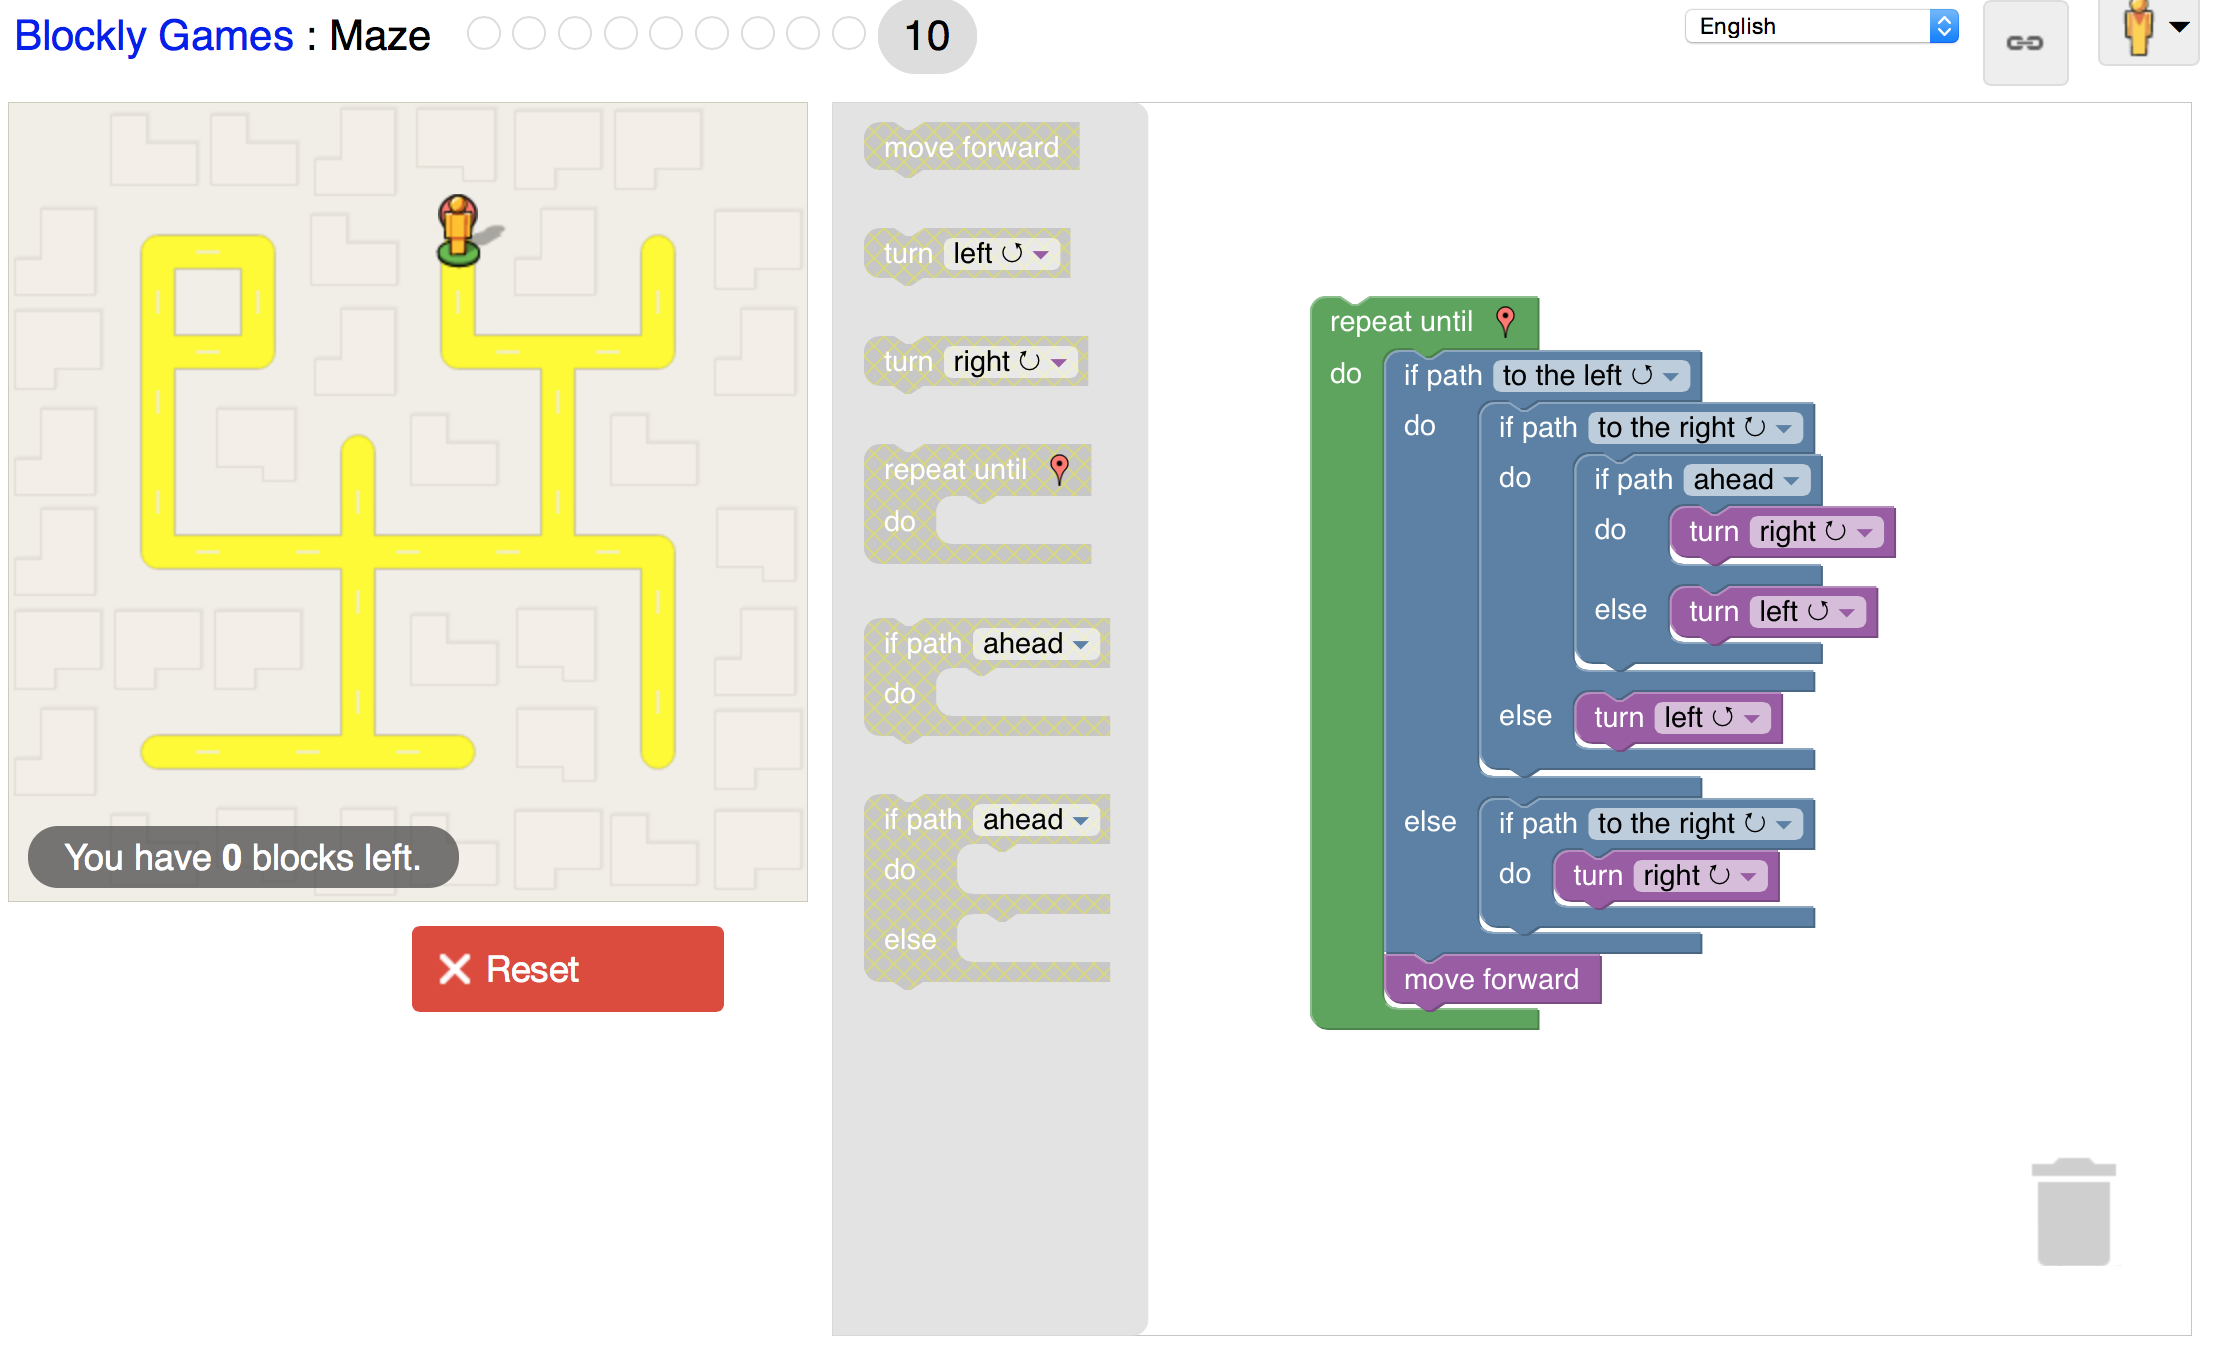 Blockly Games : Maze 10
English
move forward
turn left
turn right
repeat until
do
if path ahead
do
if path ahead
do
else
You have 0 blocks left.
Reset
repeat until
do if path to the left
do if path to the right
do if path ahead
do turn right
else turn left
else turn left
else if path to the right
do turn right
move forward